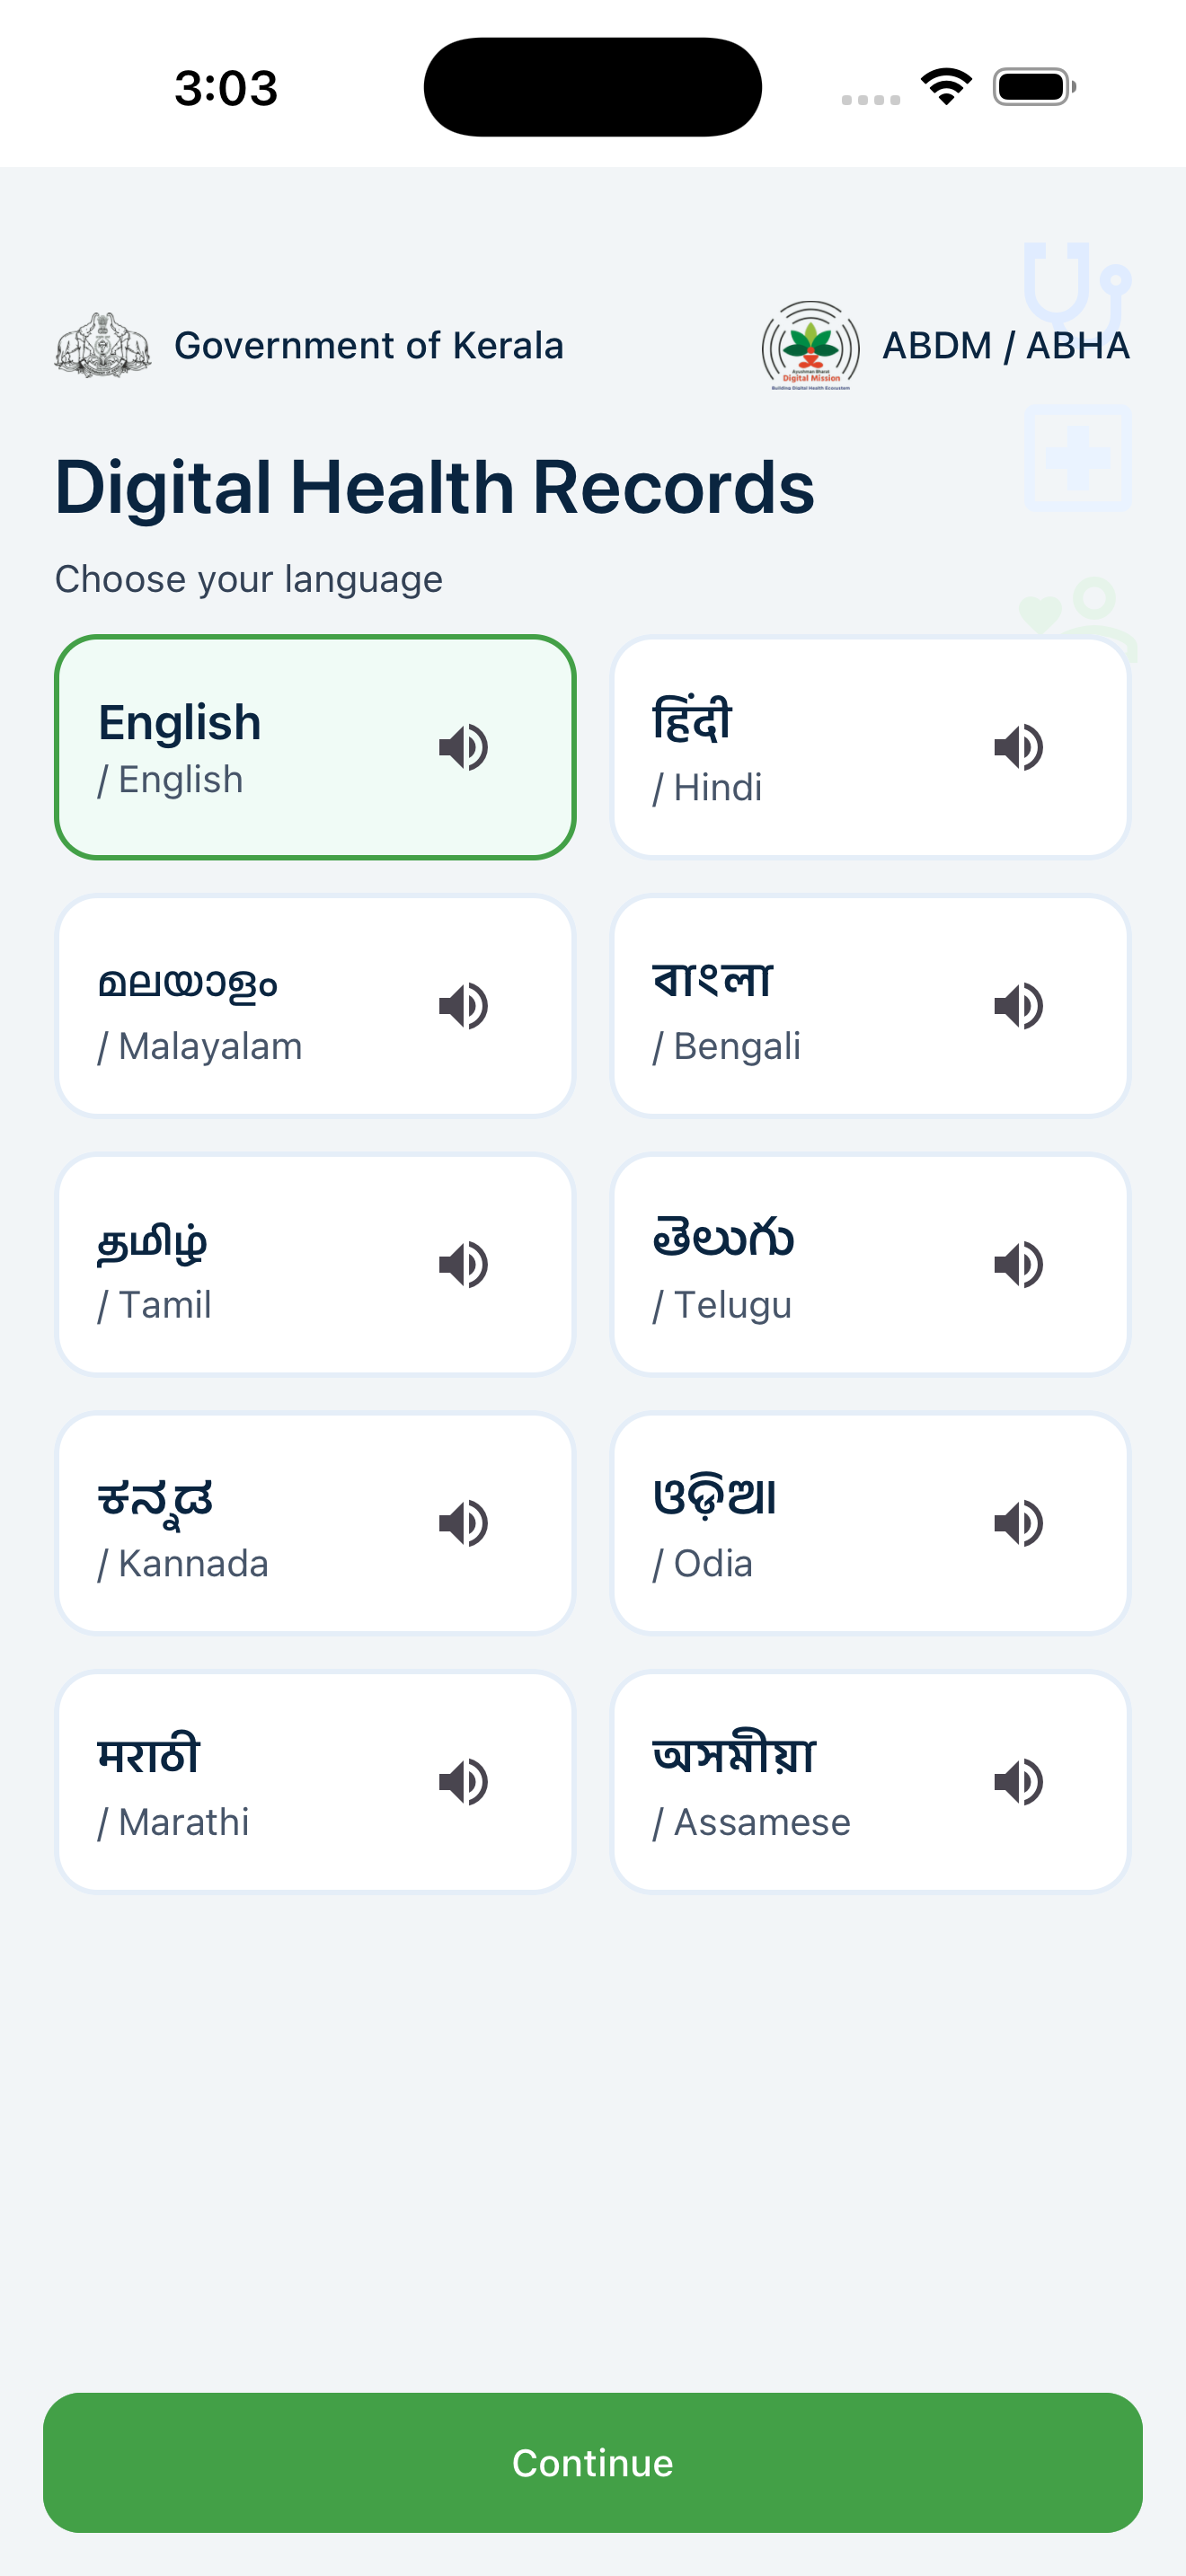 3:03
Government of Kerala
Ayushman Bharat
Digital Mission
Building Digital Health Ecosystem
ABDM / ABHA
Digital Health Records
Choose your language
English
/ English
हिंदी
/ Hindi
മലയാളം
/ Malayalam
বাংলা
/ Bengali
தமிழ்
/ Tamil
తెలుగు
/ Telugu
ಕನ್ನಡ
/ Kannada
ଓଡ଼ିଆ
/ Odia
मराठी
/ Marathi
অসমীয়া
/ Assamese
Continue